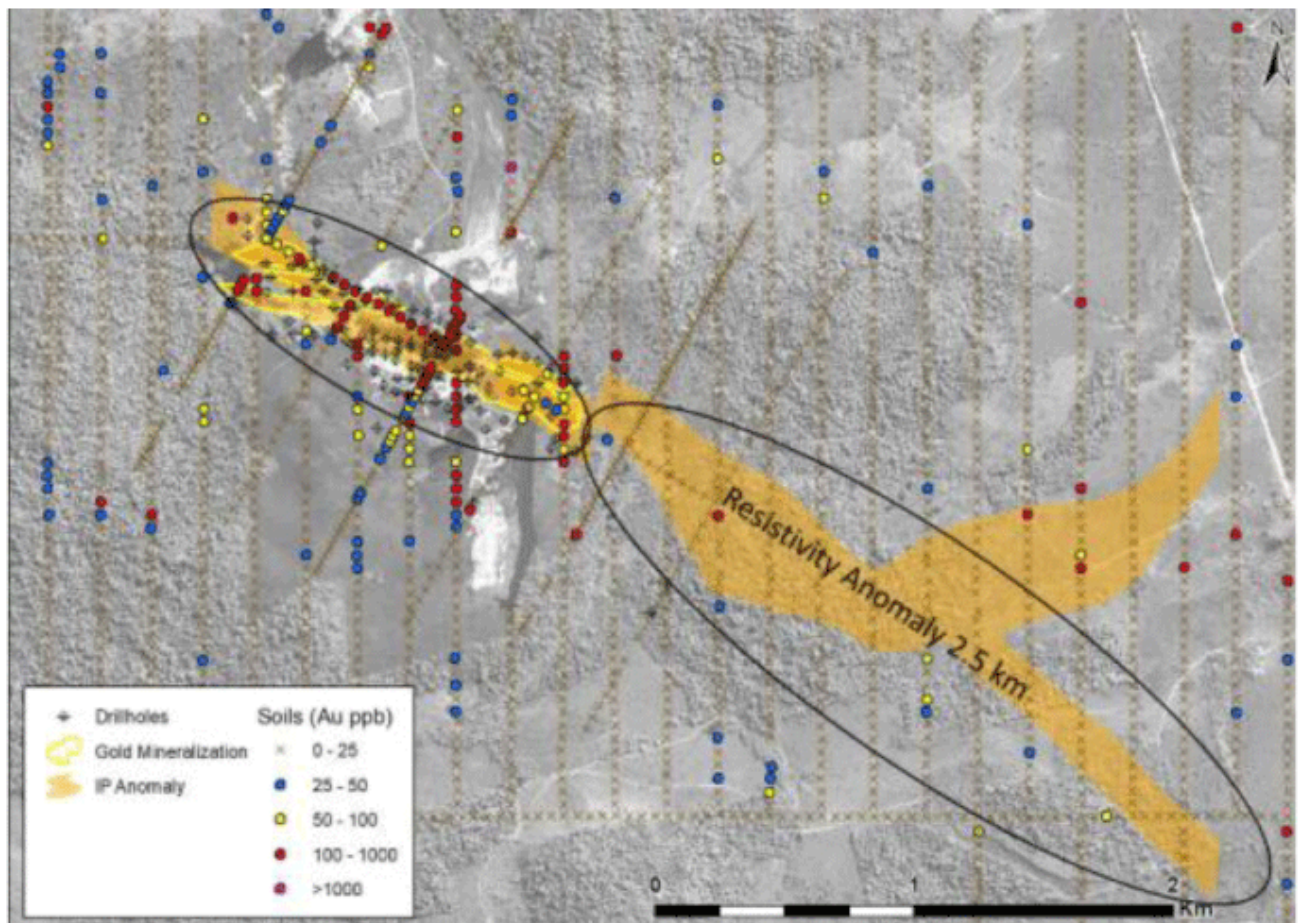 N
Resistivity Anomaly 2.5 km
Drillholes
Gold Mineralization
IP Anomaly
Soils (Au ppb)
0 - 25
25 - 50
50 - 100
100 - 1000
>1000
0 1 2
Km